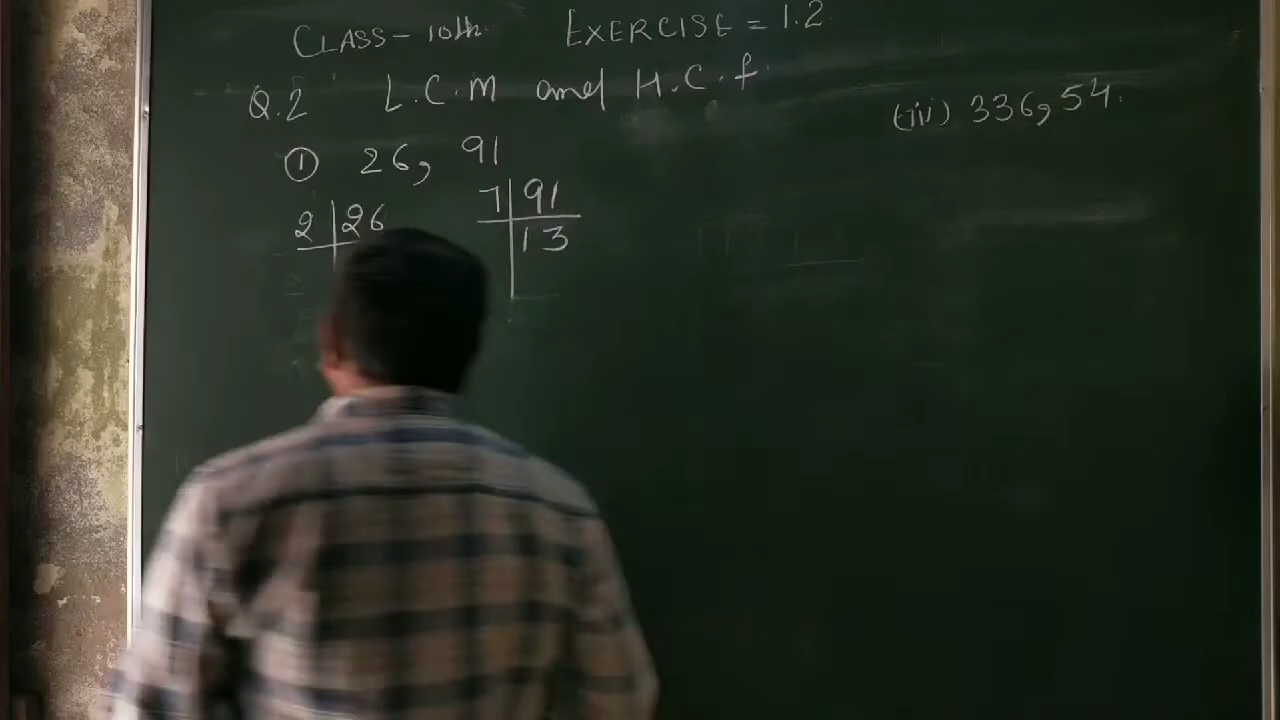 CLASS-10th EXERCISE = 1.2
Q.2 L.C.M and H.C.f.
(iii) 336, 54.
① 26, 91
2 | 26
7 | 91
13